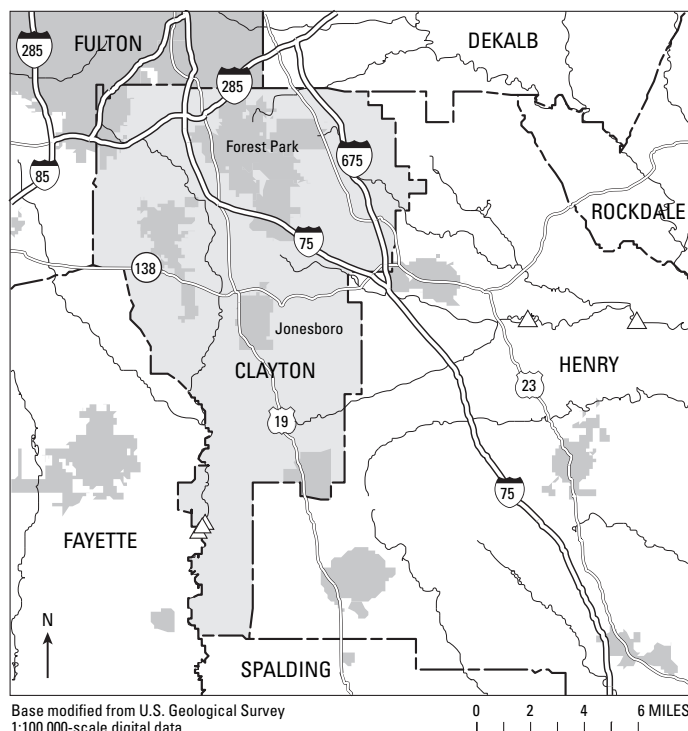 FULTON
DEKALB
285
285
Forest Park
85
675
ROCKDALE
75
138
Jonesboro
HENRY
CLAYTON
23
19
75
FAYETTE
N
SPALDING
Base modified from U.S. Geological Survey
1:100,000-scale digital data
0 2 4 6 MILES